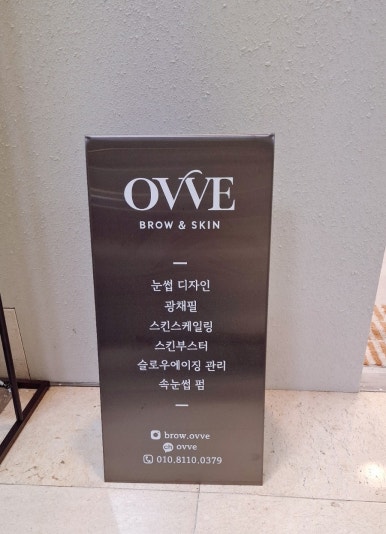 OVVE
BROW & SKIN
눈썹 디자인
광채필
스킨스케일링
스킨부스터
슬로우에이징 관리
속눈썹 펌
brow.ovve
ch ovve
010.8110.0379